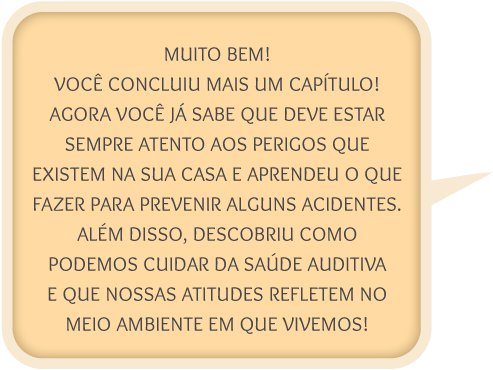 MUITO BEM!
VOCÊ CONCLUIU MAIS UM CAPÍTULO!
AGORA VOCÊ JÁ SABE QUE DEVE ESTAR
SEMPRE ATENTO AOS PERIGOS QUE
EXISTEM NA SUA CASA E APRENDEU O QUE
FAZER PARA PREVENIR ALGUNS ACIDENTES.
ALÉM DISSO, DESCOBRIU COMO
PODEMOS CUIDAR DA SAÚDE AUDITIVA
E QUE NOSSAS ATITUDES REFLETEM NO
MEIO AMBIENTE EM QUE VIVEMOS!